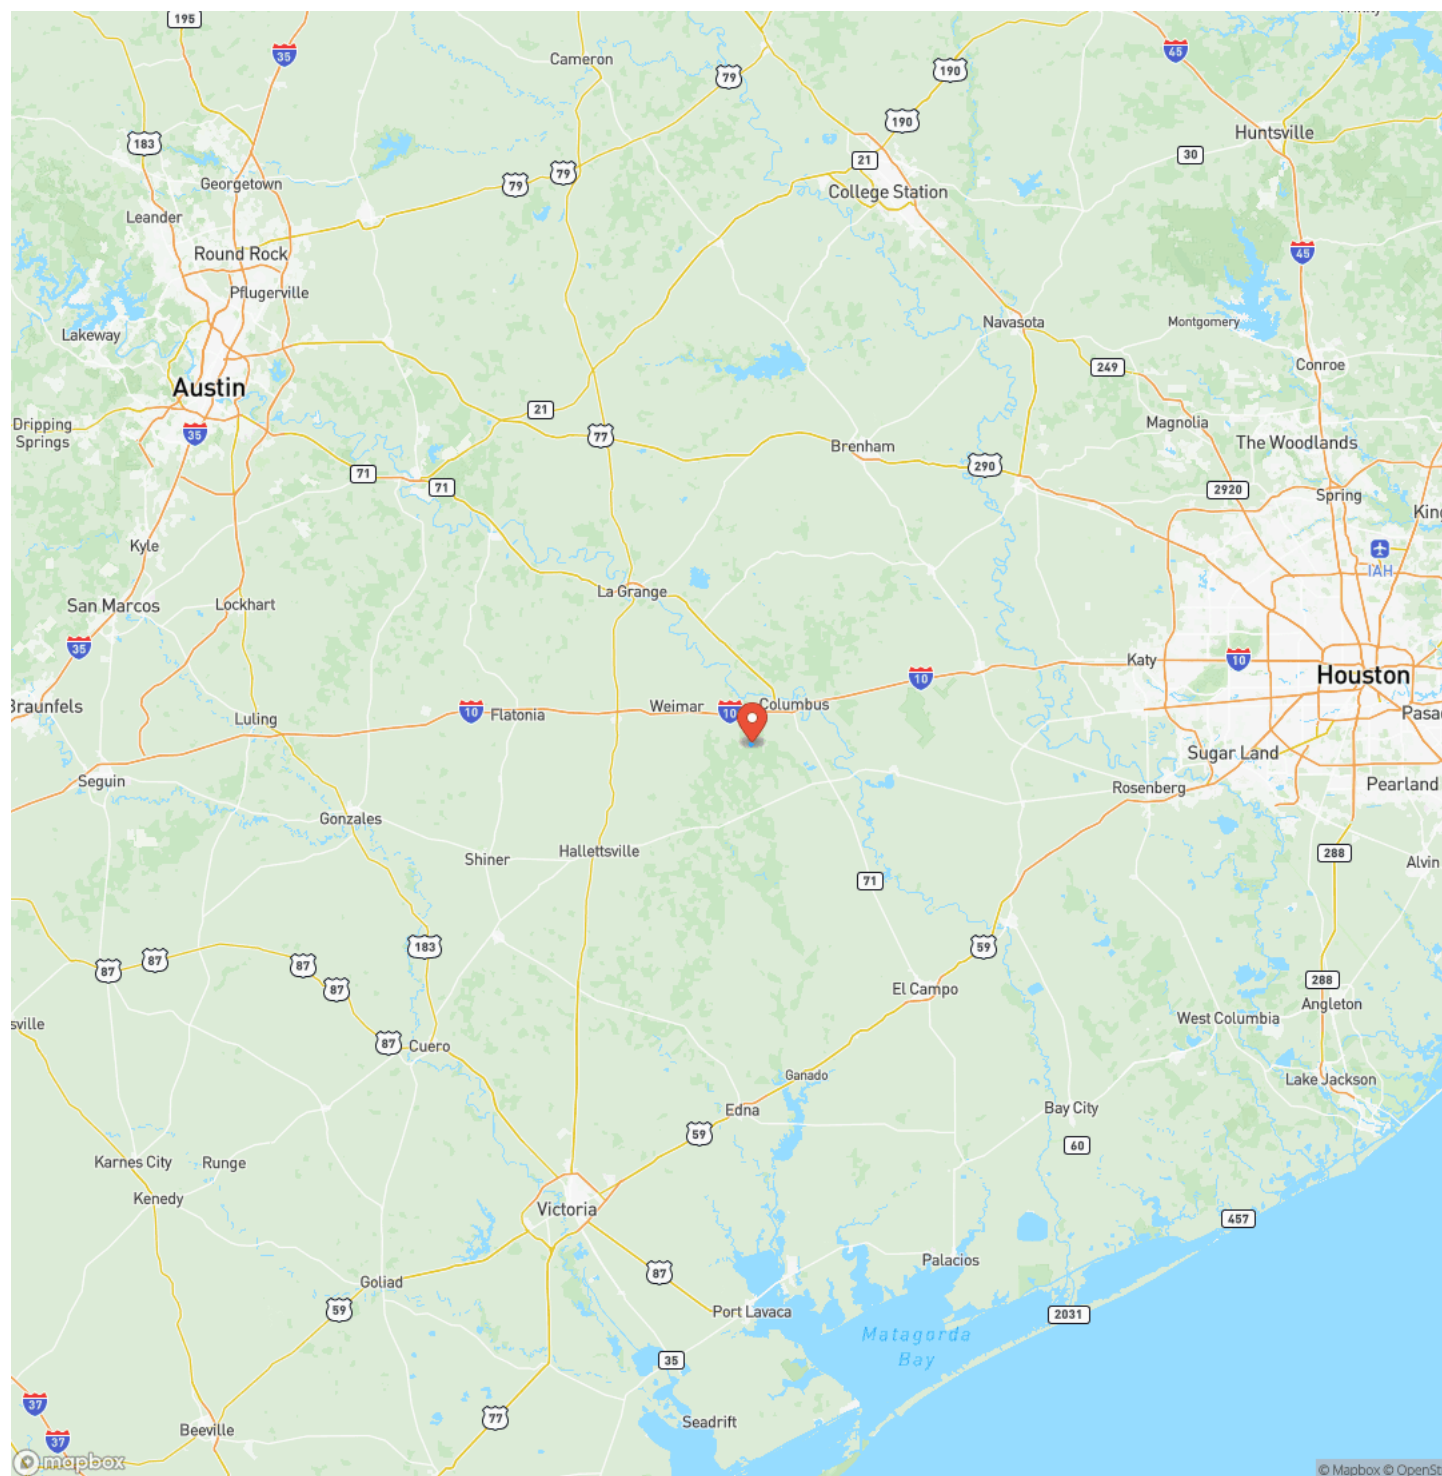 195
35
Cameron
79
190
45
183
190
Huntsville
21
30
79
79
Georgetown
College Station
Leander
Round Rock
45
Pflugerville
Lakeway
Navasota
Montgomery
Conroe
249
Austin
21
Dripping
Springs
35
77
Magnolia
The Woodlands
Brenham
290
71
71
2920
Spring
Kin
Kyle
IAH
San Marcos
Lockhart
La Grange
35
10
Katy
10
Houston
Braunfels
Luling
10
Flatonia
Weimar
10
Columbus
Pasa
Sugar Land
Seguin
Rosenberg
Pearland
Gonzales
Shiner
Hallettsville
288
Alvin
71
183
59
87
87
87
87
El Campo
288
Angleton
sville
87
Cuero
West Columbia
Ganado
Lake Jackson
Edna
Bay City
59
60
Karnes City
Runge
Kenedy
Victoria
457
87
Palacios
Goliad
59
Port Lavaca
2031
Matagorda
Bay
35
37
77
Seadrift
Beeville
37
mapbox
© Mapbox © OpenSt